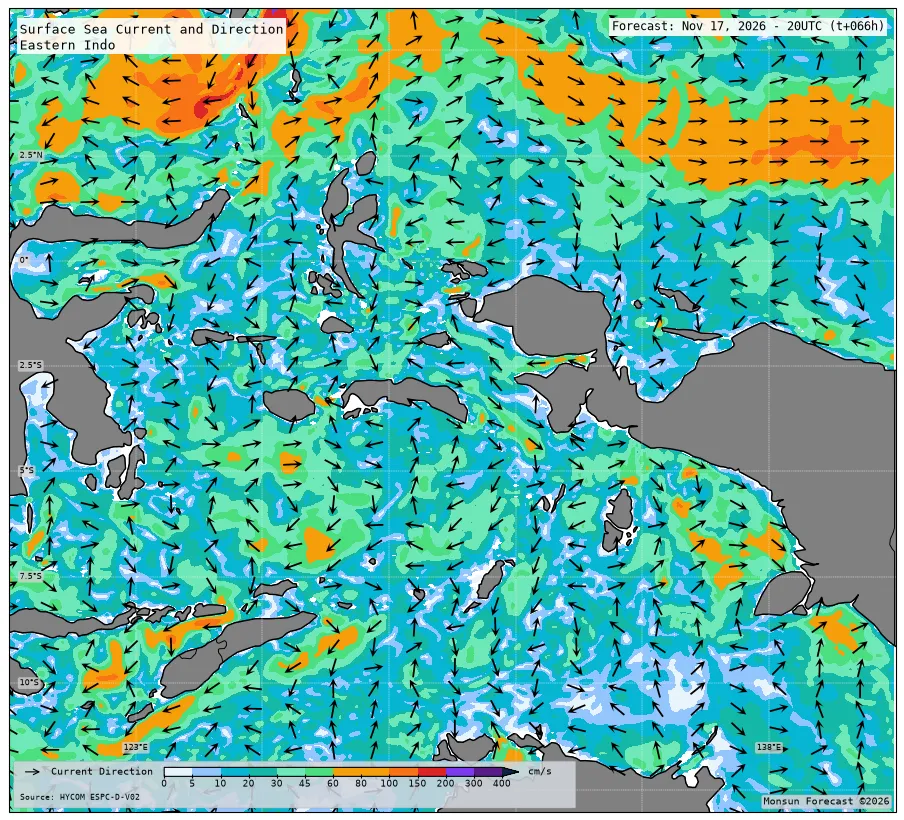 Surface Sea Current and Direction
Eastern Indo
Forecast: Nov 17, 2026 - 20UTC (t+066h)
2.5°N
0°
2.5°S
5°S
7.5°S
10°S
123°E
138°E
Current Direction
0 5 10 20 30 45 60 80 100 150 200 300 400
cm/s
Source: HYCOM ESPC-D-V02
Monsun Forecast ©2026